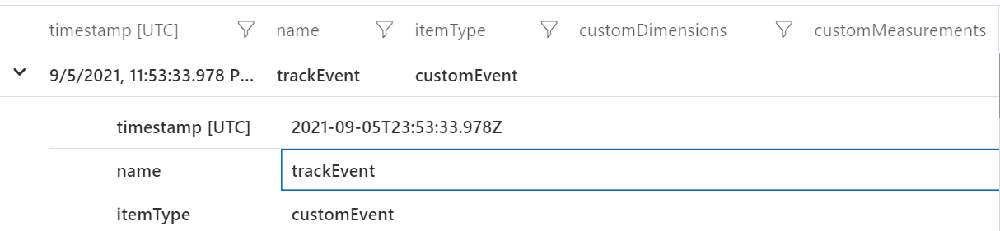 timestamp [UTC] name itemType customDimensions customMeasurements
9/5/2021, 11:53:33.978 P... trackEvent customEvent
timestamp [UTC] 2021-09-05T23:53:33.978Z
name trackEvent
itemType customEvent